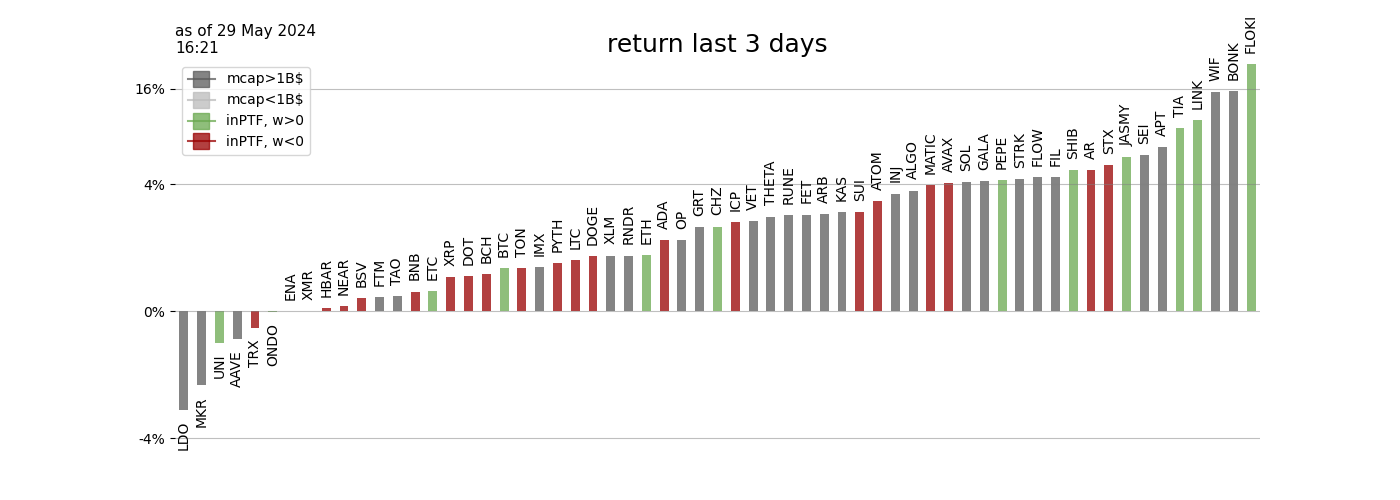 as of 29 May 2024
16:21
return last 3 days
mcap>1B$
mcap<1B$
inPTF, w>0
inPTF, w<0
16%
4%
0%
-4%
LDO
MKR
UNI
AAVE
TRX
ONDO
ENA
XMR
HBAR
NEAR
BSV
FTM
TAO
BNB
ETC
XRP
DOT
BCH
BTC
TON
IMX
PYTH
LTC
DOGE
XLM
RNDR
ETH
ADA
OP
GRT
CHZ
ICP
VET
THETA
RUNE
FET
ARB
KAS
SUI
ATOM
INJ
ALGO
MATIC
AVAX
SOL
GALA
PEPE
STRK
FLOW
FIL
SHIB
AR
STX
JASMY
SEI
APT
TIA
LINK
WIF
BONK
FLOKI